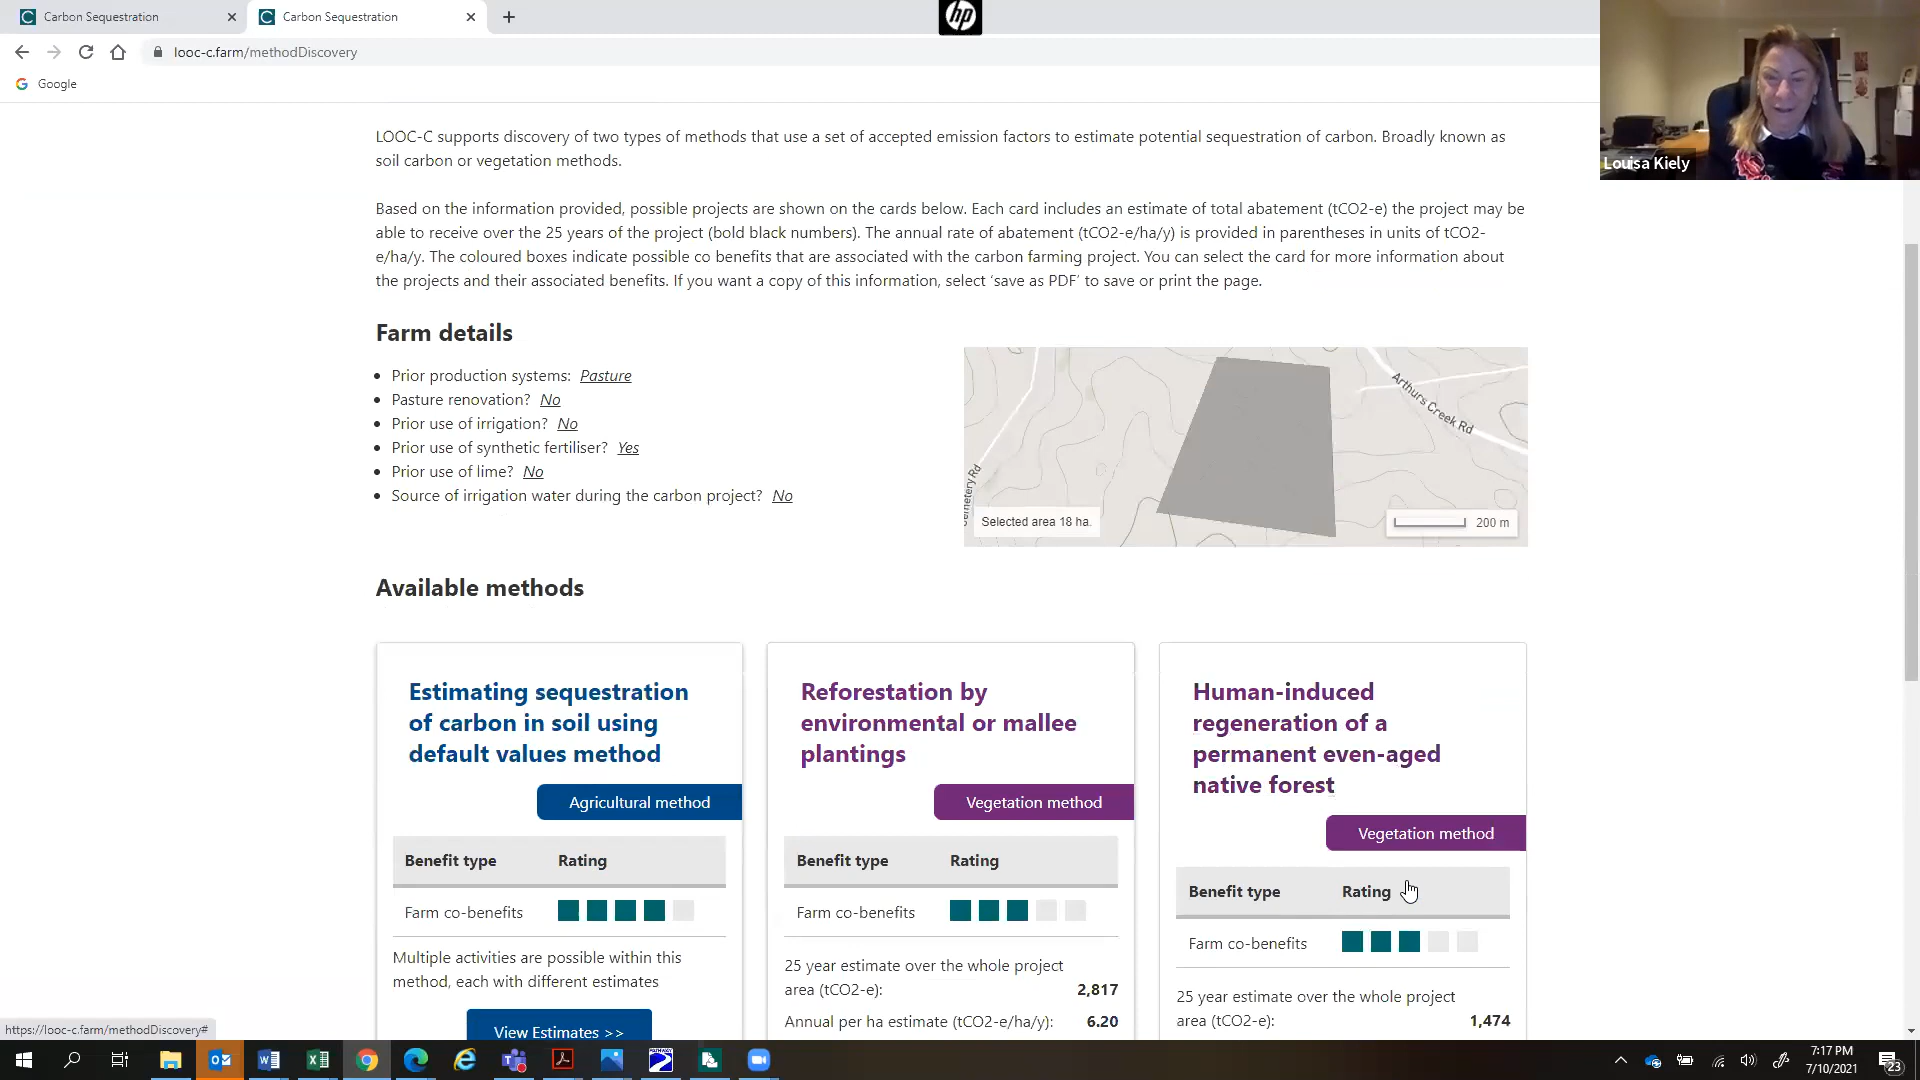 Carbon Sequestration
Carbon Sequestration
hp
looc-c.farm/methodDiscovery
Google
Louisa Kiely
LOOC-C supports discovery of two types of methods that use a set of accepted emission factors to estimate potential sequestration of carbon. Broadly known as
soil carbon or vegetation methods.
Based on the information provided, possible projects are shown on the cards below. Each card includes an estimate of total abatement (tCO2-e) the project may be
able to receive over the 25 years of the project (bold black numbers). The annual rate of abatement (tCO2-e/ha/y) is provided in parentheses in units of tCO2-
e/ha/y. The coloured boxes indicate possible co benefits that are associated with the carbon farming project. You can select the card for more information about
the projects and their associated benefits. If you want a copy of this information, select ‘save as PDF’ to save or print the page.
Farm details
Prior production systems: Pasture
Pasture renovation? No
Prior use of irrigation? No
Prior use of synthetic fertiliser? Yes
Prior use of lime? No
Source of irrigation water during the carbon project? No
Arthurs Creek Rd
Cemetery Rd
Selected area 18 ha.
200 m
Available methods
Estimating sequestration
of carbon in soil using
default values method
Agricultural method
Benefit type Rating
Farm co-benefits
Multiple activities are possible within this
method, each with different estimates
View Estimates >>
Reforestation by
environmental or mallee
plantings
Vegetation method
Benefit type Rating
Farm co-benefits
25 year estimate over the whole project
area (tCO2-e): 2,817
Annual per ha estimate (tCO2-e/ha/y): 6.20
Human-induced
regeneration of a
permanent even-aged
native forest
Vegetation method
Benefit type Rating
Farm co-benefits
25 year estimate over the whole project
area (tCO2-e): 1,474
https://looc-c.farm/methodDiscovery#
7:17 PM
7/10/2021
23